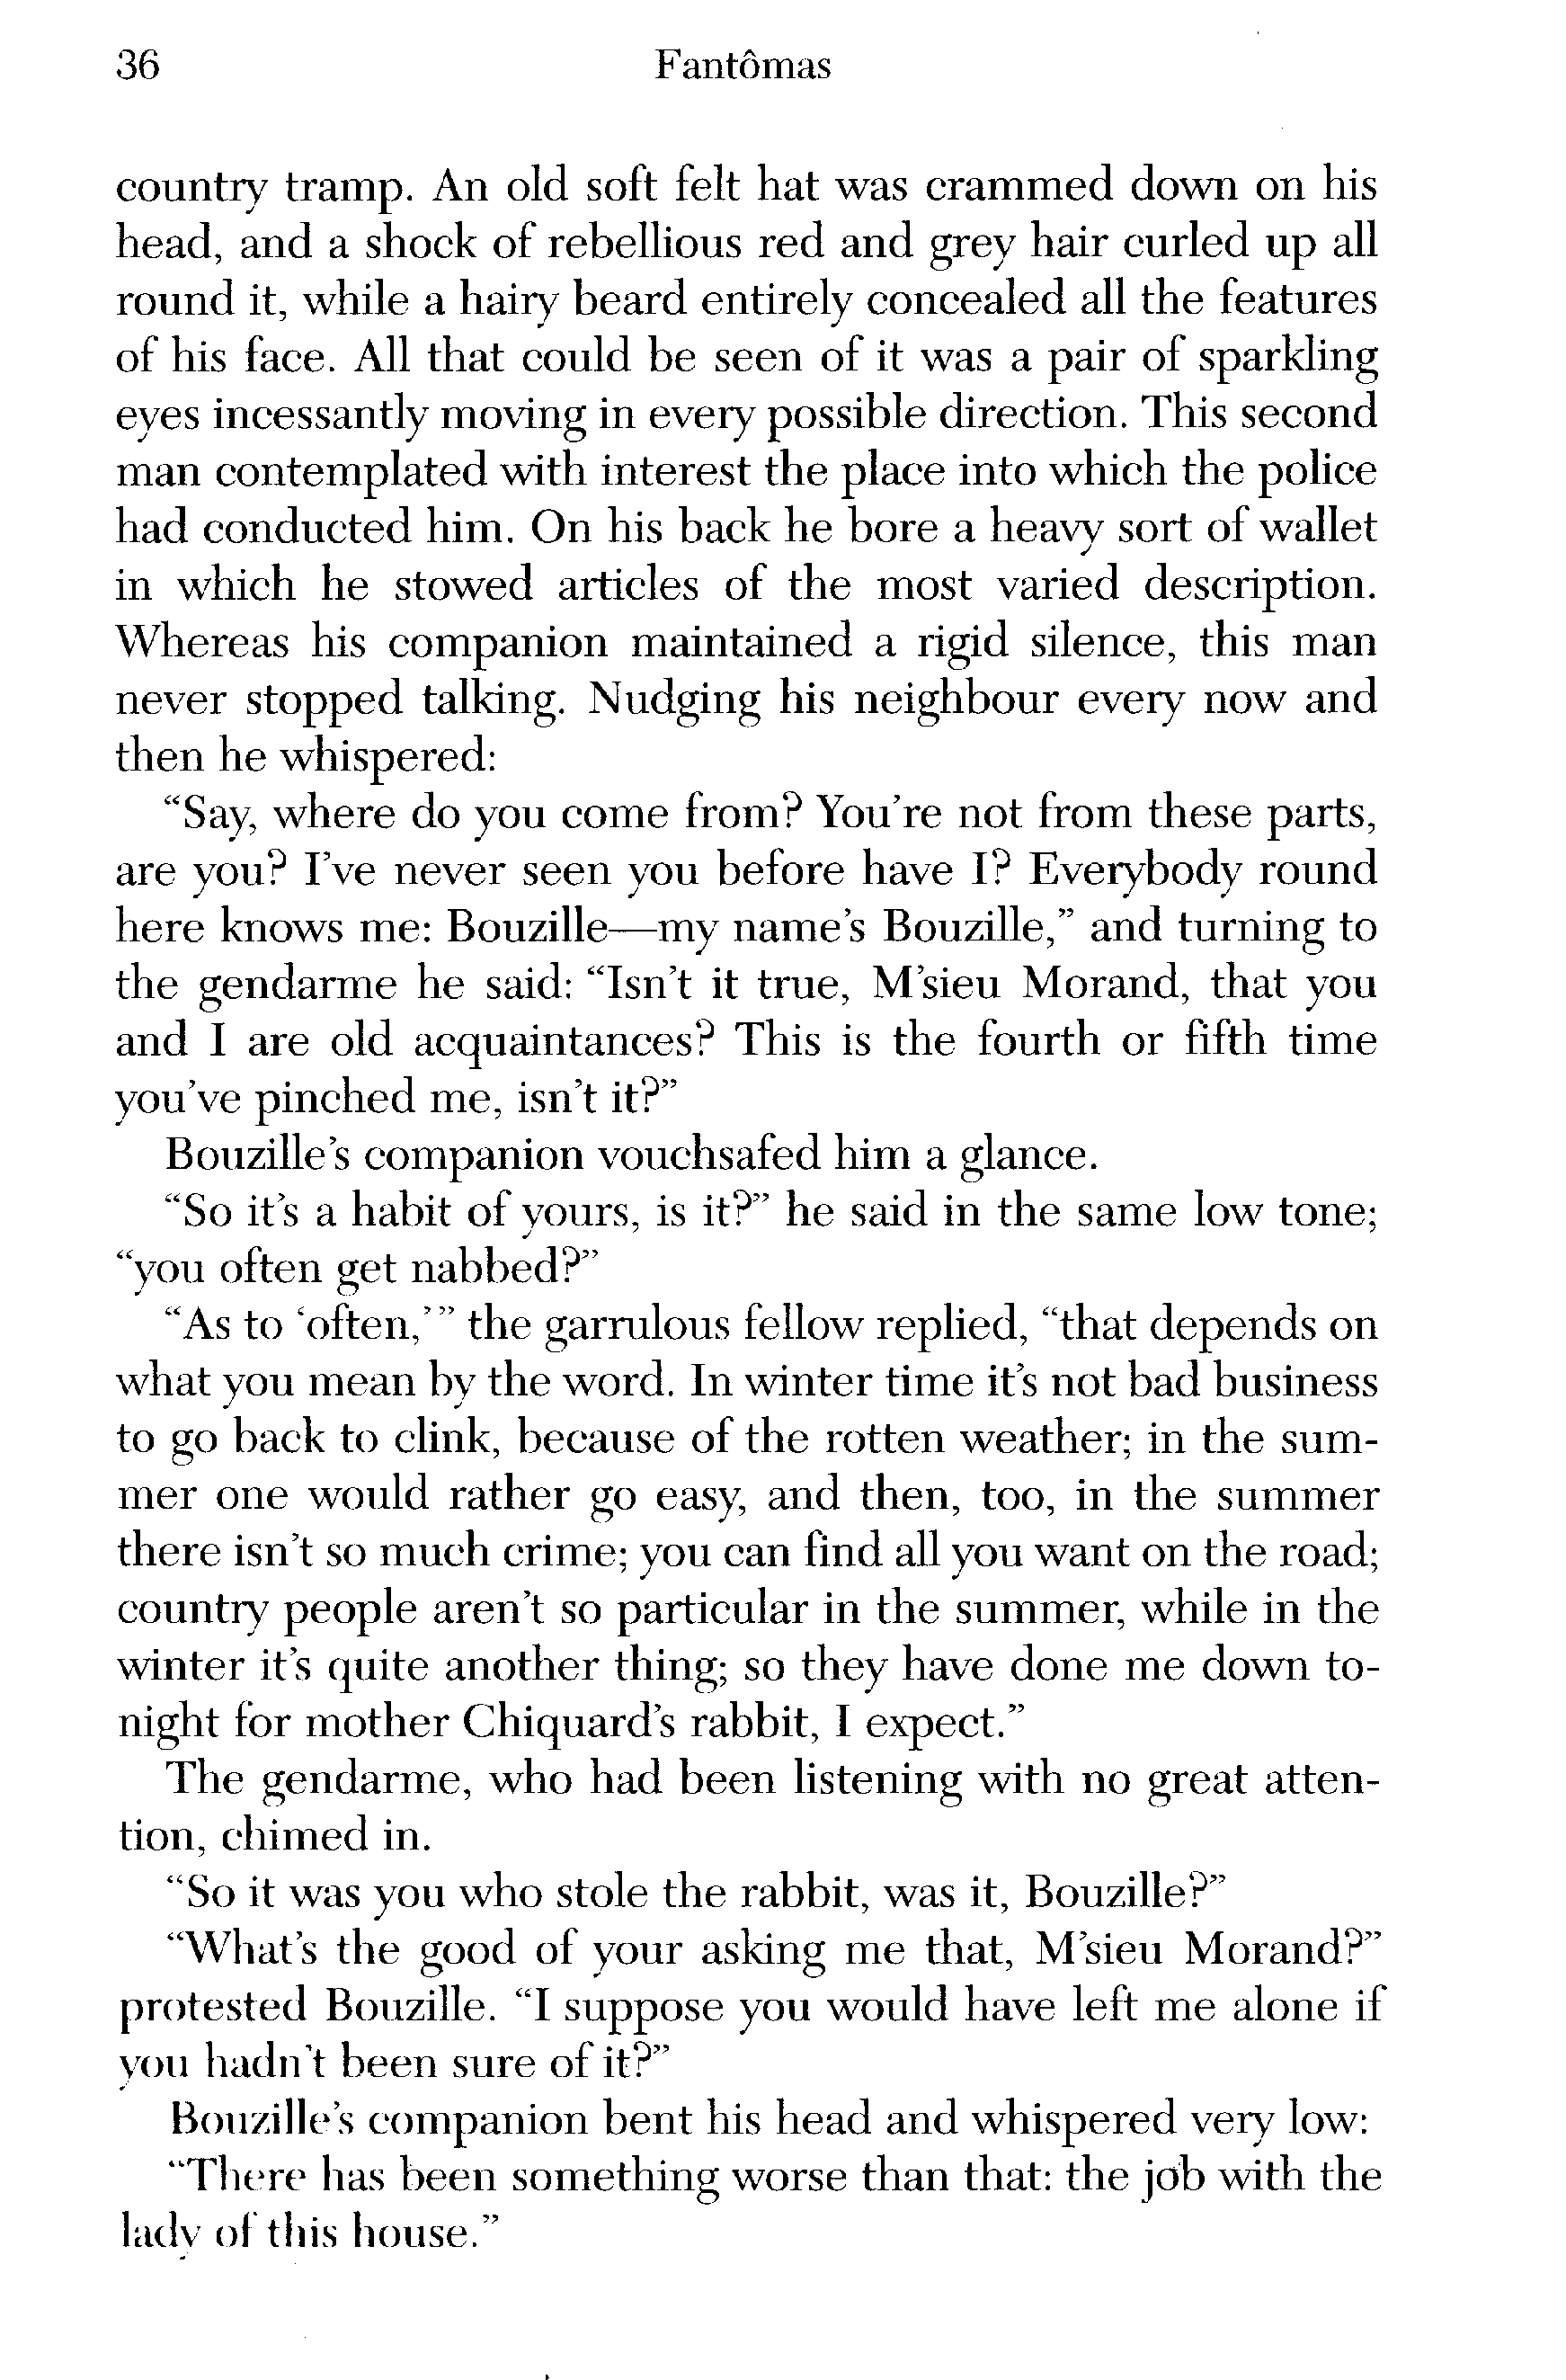 36 Fantômas
country tramp. An old soft felt hat was crammed down on his
head, and a shock of rebellious red and grey hair curled up all
round it, while a hairy beard entirely concealed all the features
of his face. All that could be seen of it was a pair of sparkling
eyes incessantly moving in every possible direction. This second
man contemplated with interest the place into which the police
had conducted him. On his back he bore a heavy sort of wallet
in which he stowed articles of the most varied description.
Whereas his companion maintained a rigid silence, this man
never stopped talking. Nudging his neighbour every now and
then he whispered:
“Say, where do you come from? You’re not from these parts,
are you? I’ve never seen you before have I? Everybody round
here knows me: Bouzille—my name’s Bouzille,” and turning to
the gendarme he said: “Isn’t it true, M’sieu Morand, that you
and I are old acquaintances? This is the fourth or fifth time
you’ve pinched me, isn’t it?”
Bouzille’s companion vouchsafed him a glance.
“So it’s a habit of yours, is it?” he said in the same low tone;
“you often get nabbed?”
“As to ‘often,’” the garrulous fellow replied, “that depends on
what you mean by the word. In winter time it’s not bad business
to go back to clink, because of the rotten weather; in the sum-
mer one would rather go easy, and then, too, in the summer
there isn’t so much crime; you can find all you want on the road;
country people aren’t so particular in the summer, while in the
winter it’s quite another thing; so they have done me down to-
night for mother Chiquard’s rabbit, I expect.”
The gendarme, who had been listening with no great atten-
tion, chimed in.
“So it was you who stole the rabbit, was it, Bouzille?”
“What’s the good of your asking me that, M’sieu Morand?”
protested Bouzille. “I suppose you would have left me alone if
you hadn’t been sure of it?”
Bouzille’s companion bent his head and whispered very low:
“There has been something worse than that: the job with the
lady of this house.”